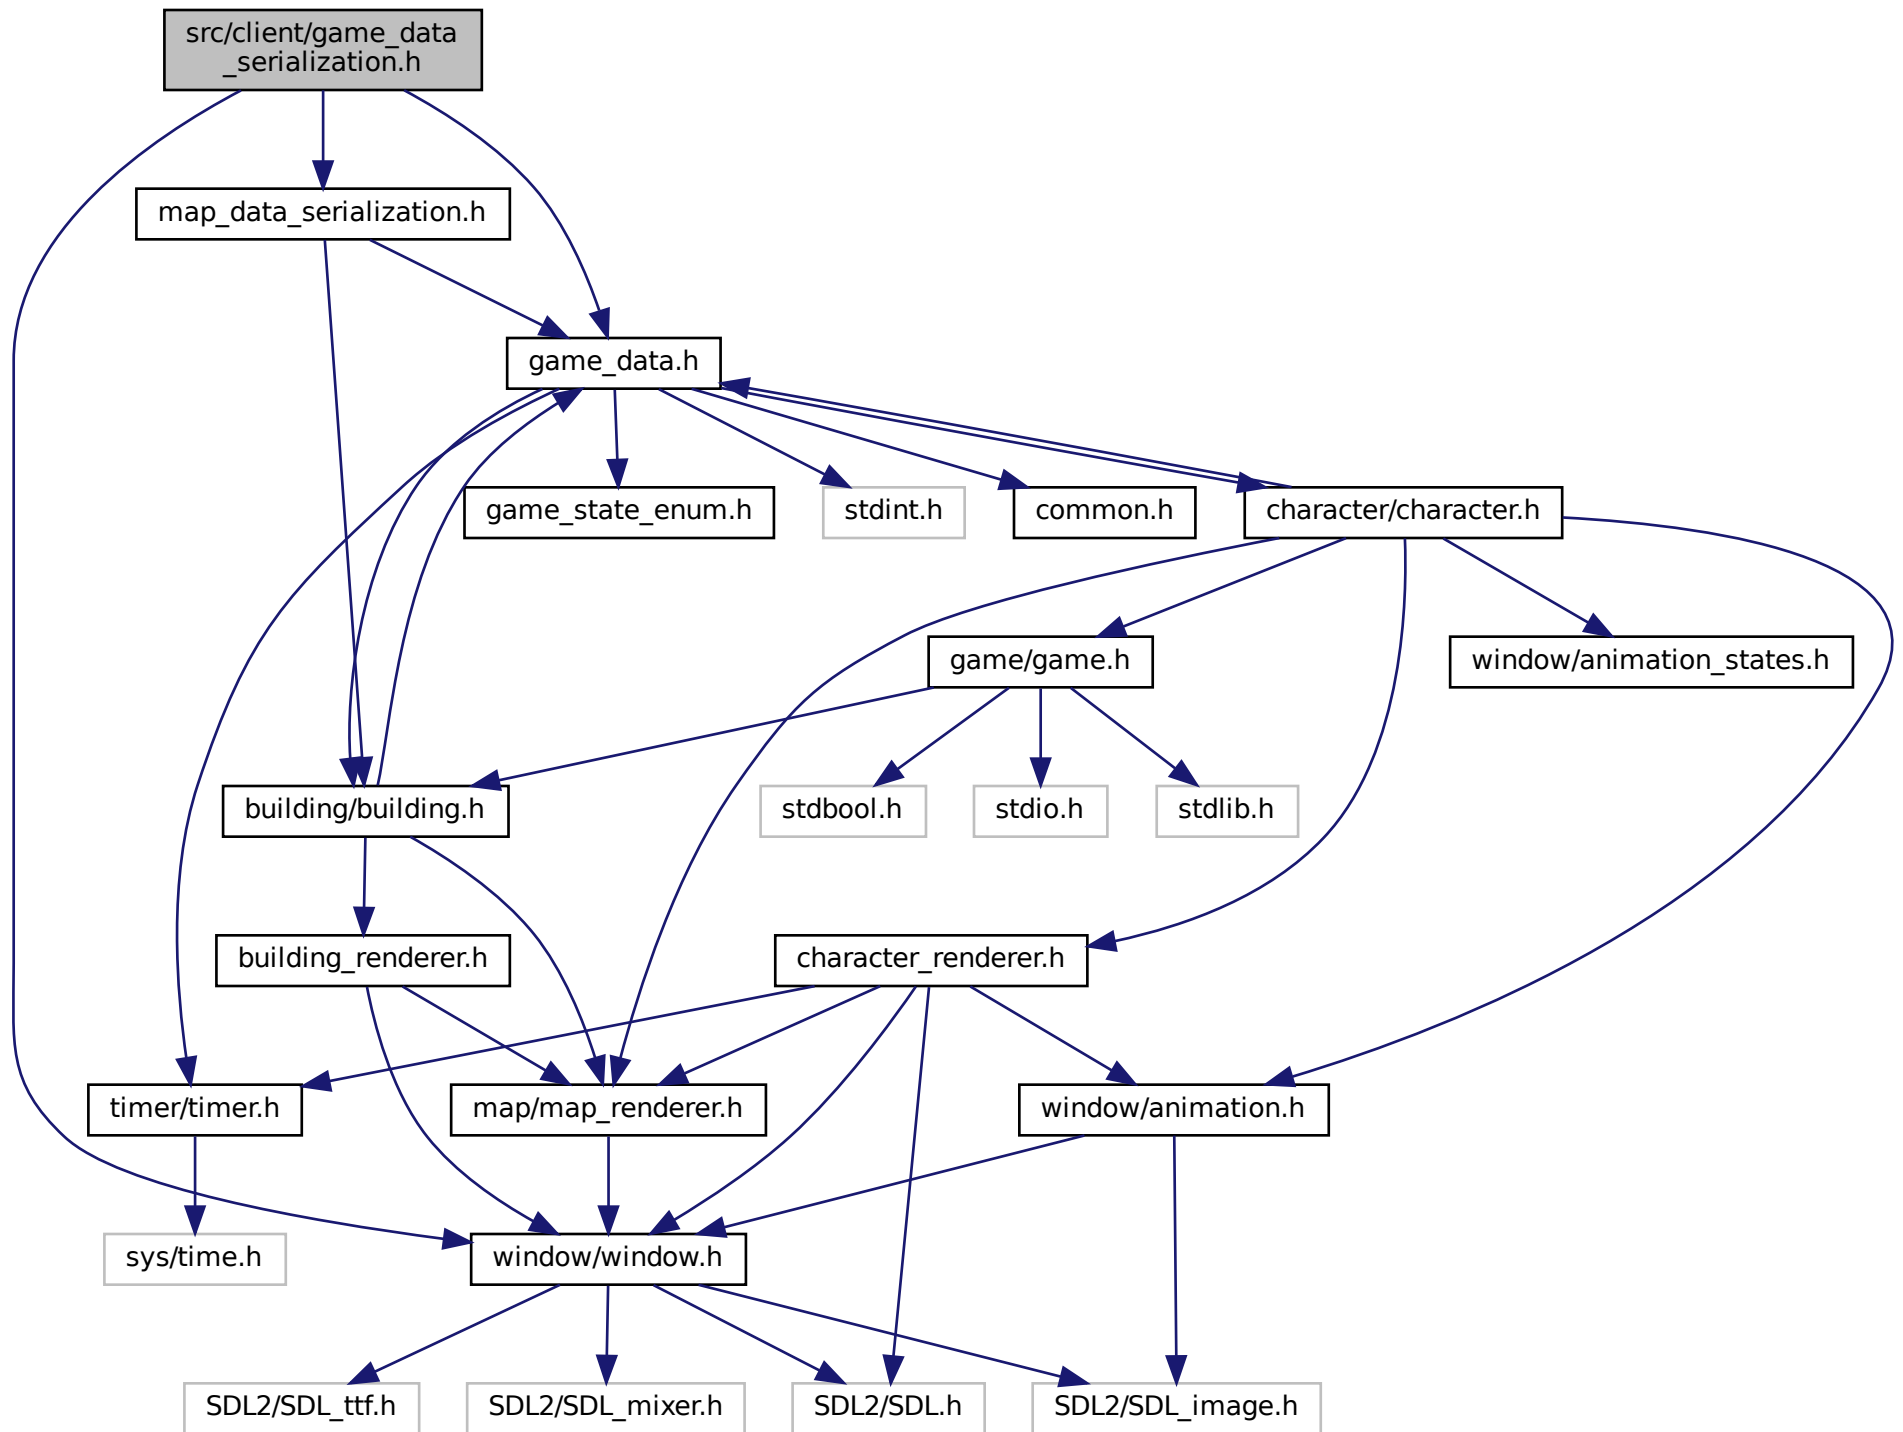 src/client/game_data
_serialization.h
map_data_serialization.h
game_data.h
game_state_enum.h
stdint.h
common.h
character/character.h
game/game.h
window/animation_states.h
building/building.h
stdbool.h
stdio.h
stdlib.h
building_renderer.h
character_renderer.h
timer/timer.h
map/map_renderer.h
window/animation.h
sys/time.h
window/window.h
SDL2/SDL_ttf.h
SDL2/SDL_mixer.h
SDL2/SDL.h
SDL2/SDL_image.h